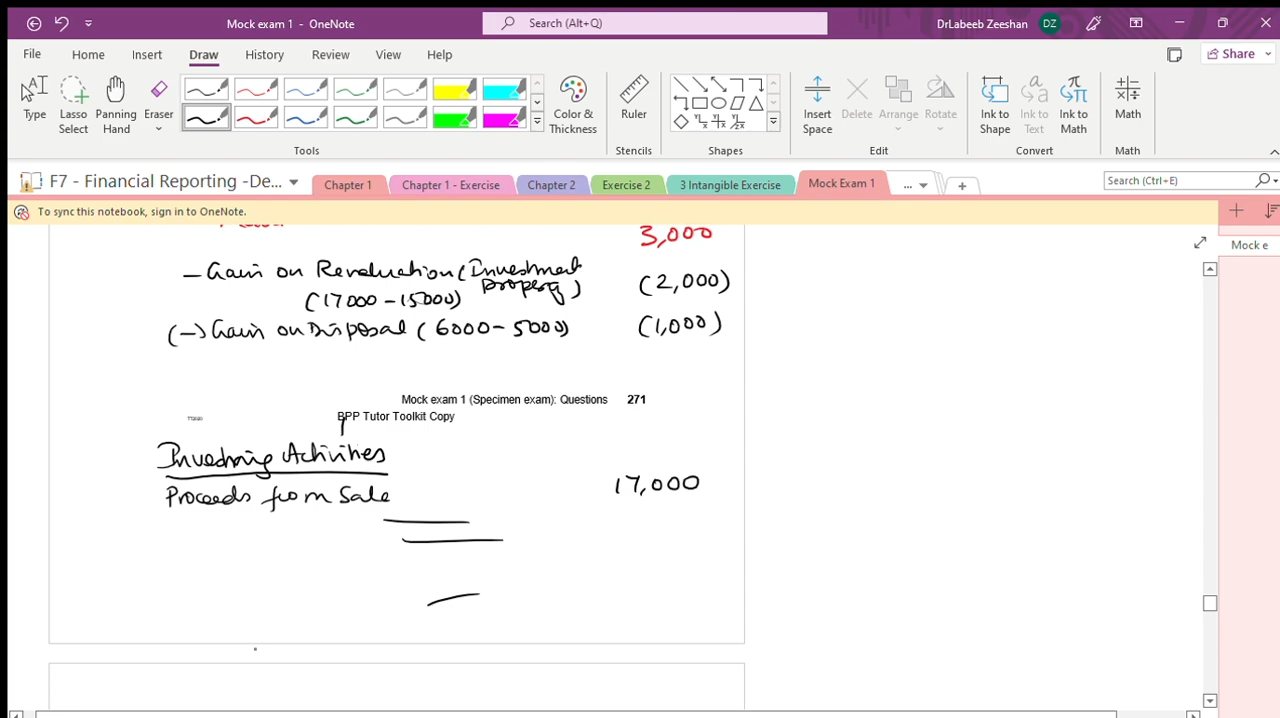 Mock exam 1 - OneNote
Search (Alt+Q)
DrLabeeb Zeeshan DZ
File Home Insert Draw History Review View Help
Share
Type
Lasso Select
Panning Hand
Eraser
Color & Thickness
Ruler
Insert Space
Delete
Arrange
Rotate
Ink to Shape
Ink to Text
Ink to Math
Math
Tools Stencils Shapes Edit Convert Math
F7 - Financial Reporting -De... Chapter 1 Chapter 1 - Exercise Chapter 2 Exercise 2 3 Intangible Exercise Mock Exam 1 ... Search (Ctrl+E)
To sync this notebook, sign in to OneNote.
Mock e
3,000
- Gain on Revaluation (Investment Property) (2,000)
(17000 - 15000)
(-) Gain on Disposal (6000 - 5000) (1,000)
Mock exam 1 (Specimen exam): Questions 271
TT2020 BPP Tutor Toolkit Copy
Investing Activities
Proceeds from Sale 17,000